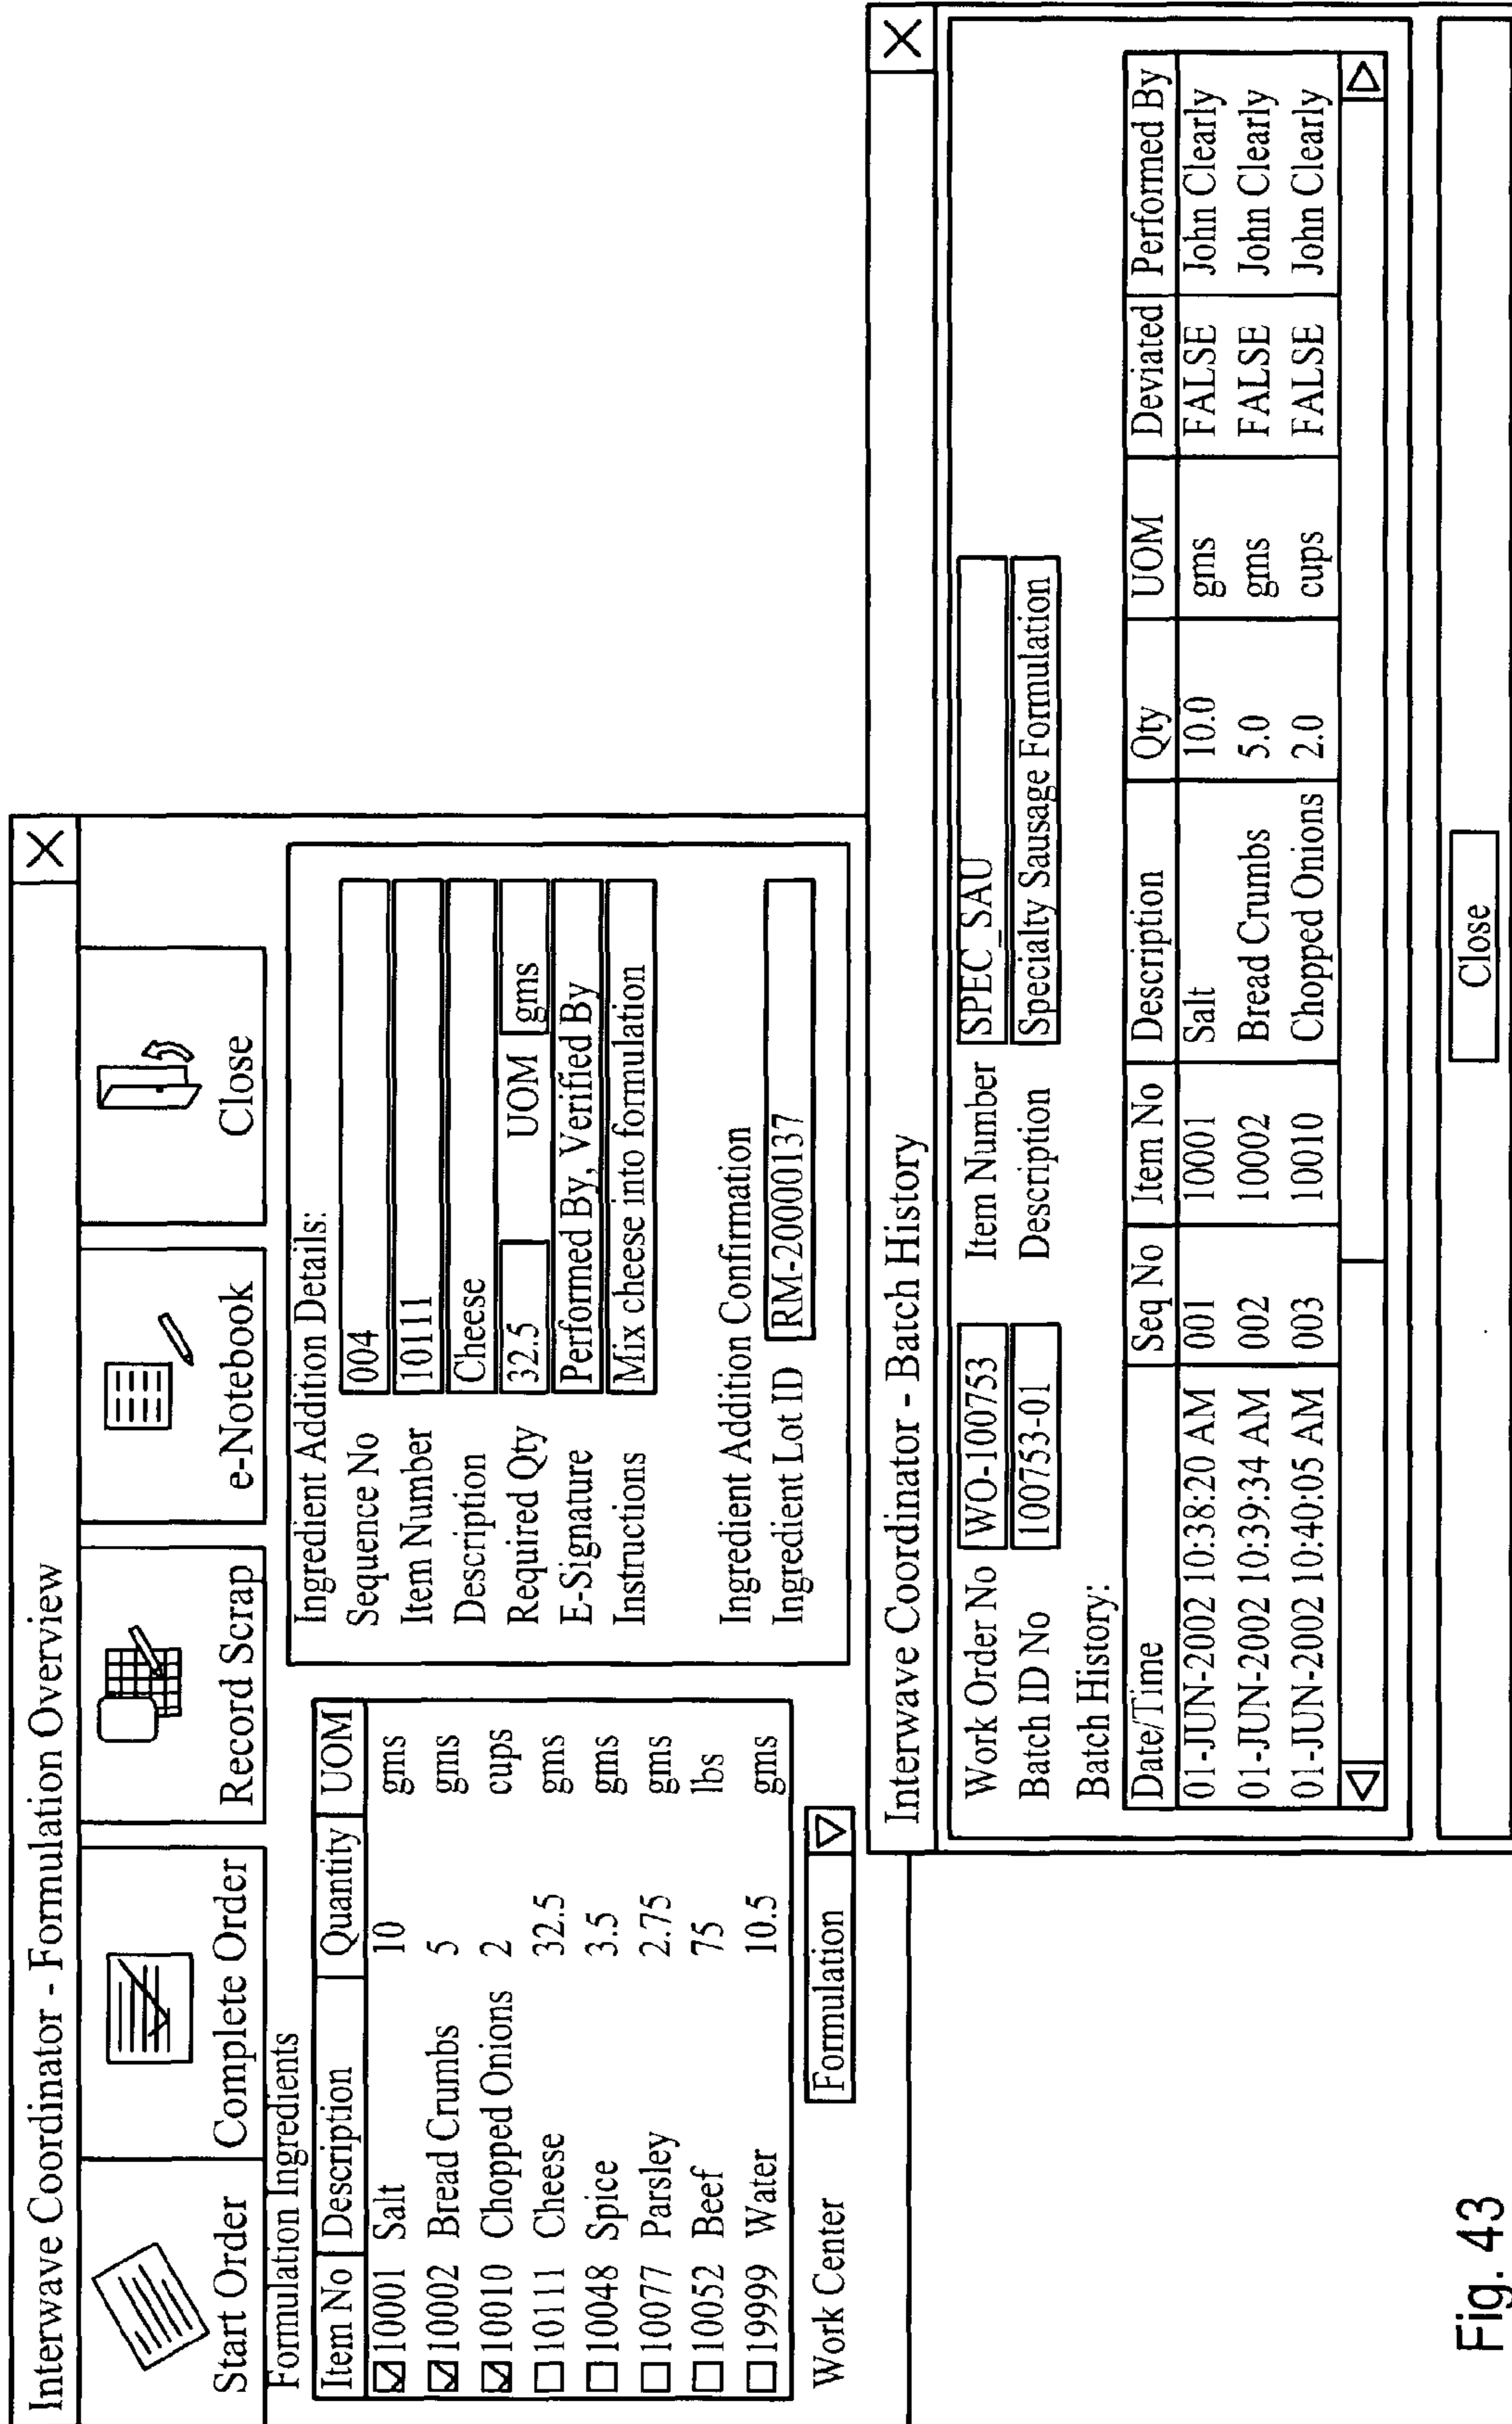 Interwave Coordinator - Formulation Overview
Start Order
Complete Order
Record Scrap
e-Notebook
Close
Formulation Ingredients
Item No Description Quantity UOM
10001 Salt 10 gms
10002 Bread Crumbs 5 gms
10010 Chopped Onions 2 cups
10111 Cheese 32.5 gms
10048 Spice 3.5 gms
10077 Parsley 2.75 gms
10052 Beef 75 lbs
19999 Water 10.5 gms
Work Center Formulation
Ingredient Addition Details:
Sequence No 004
Item Number 10111
Description Cheese
Required Qty 32.5 UOM gms
E-Signature Performed By, Verified By
Instructions Mix cheese into formulation
Ingredient Addition Confirmation
Ingredient Lot ID RM-20000137
Interwave Coordinator - Batch History
Work Order No WO-100753 Item Number SPEC_SAU
Batch ID No 100753-01 Description Specialty Sausage Formulation
Batch History:
Date/Time Seq No Item No Description Qty UOM Deviated Performed By
01-JUN-2002 10:38:20 AM 001 10001 Salt 10.0 gms FALSE John Clearly
01-JUN-2002 10:39:34 AM 002 10002 Bread Crumbs 5.0 gms FALSE John Clearly
01-JUN-2002 10:40:05 AM 003 10010 Chopped Onions 2.0 cups FALSE John Clearly
Close
Fig. 43